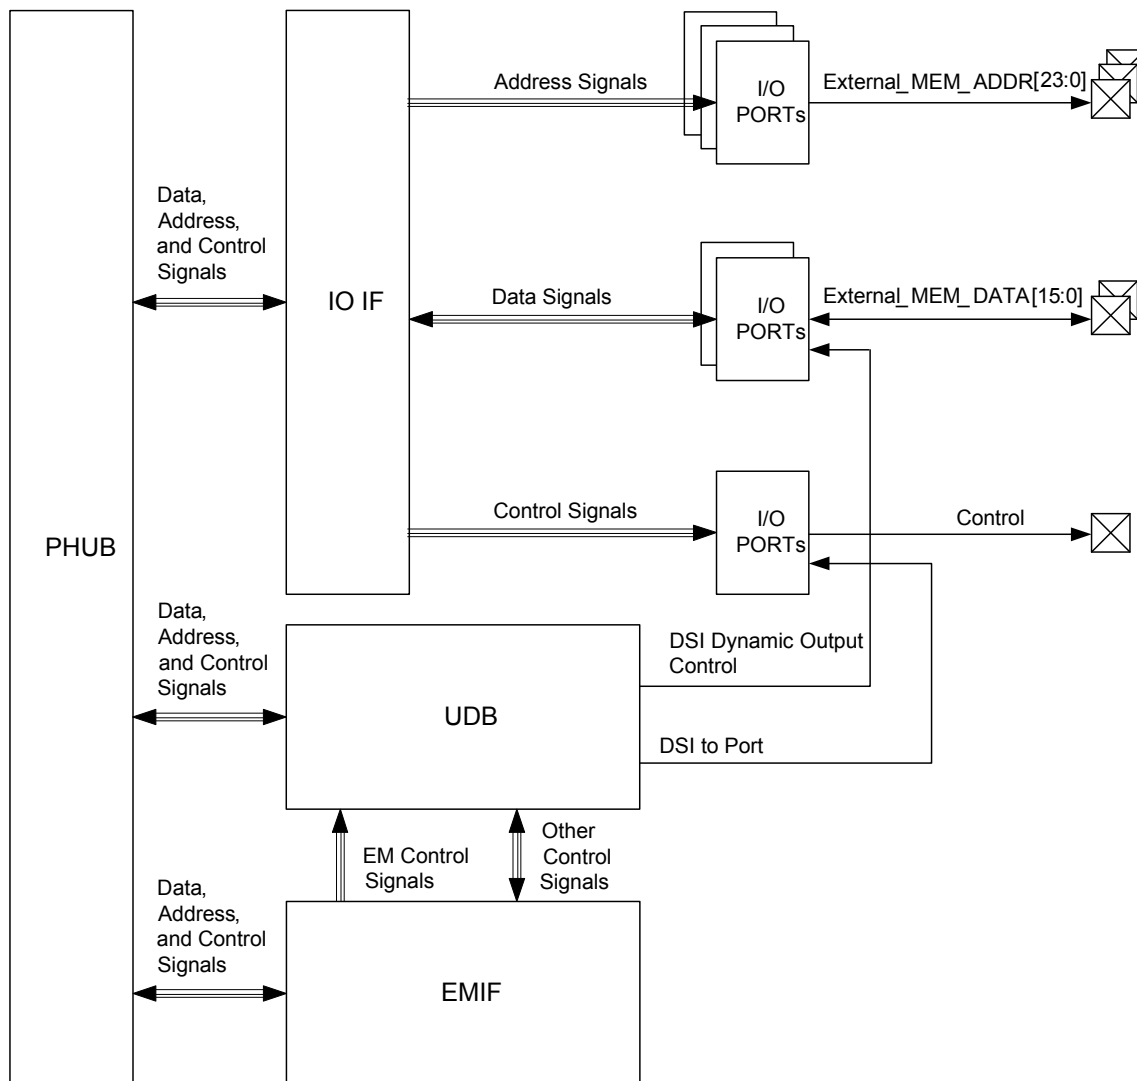 PHUB
Data,
Address,
and Control
Signals
IO IF
Address Signals
I/O
PORTs
External_MEM_ADDR[23:0]
Data Signals
I/O
PORTs
External_MEM_DATA[15:0]
Control Signals
I/O
PORTs
Control
Data,
Address,
and Control
Signals
UDB
DSI Dynamic Output
Control
DSI to Port
EM Control
Signals
Other
Control
Signals
Data,
Address,
and Control
Signals
EMIF